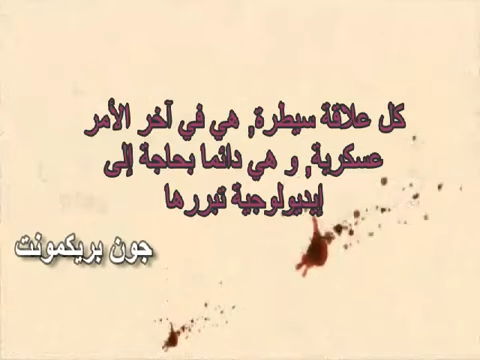 كل علاقة سيطرة, هي في آخر الأمر
عسكرية, و هي دائما بحاجة إلى
إيديولوجية تبررها
جون بريكمونت